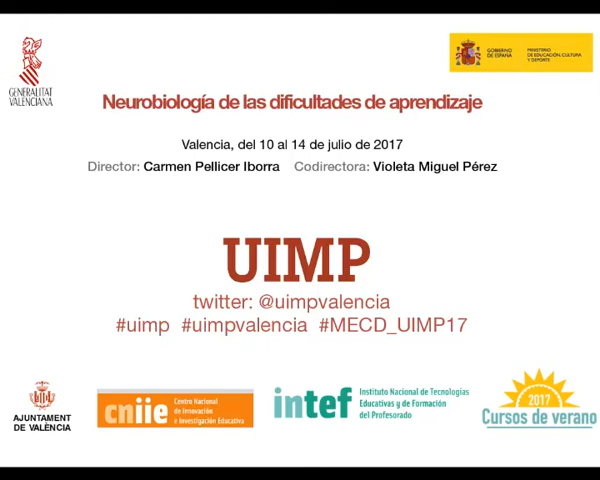 GENERALITAT
VALENCIANA
GOBIERNO
DE ESPAÑA
MINISTERIO
DE EDUCACIÓN, CULTURA
Y DEPORTE
Neurobiología de las dificultades de aprendizaje
Valencia, del 10 al 14 de julio de 2017
Director: Carmen Pellicer Iborra Codirectora: Violeta Miguel Pérez
UIMP
twitter: @uimpvalencia
#uimp #uimpvalencia #MECD_UIMP17
AJUNTAMENT
DE VALÈNCIA
cniie
Centro Nacional
de Innovación
e Investigación Educativa
intef
Instituto Nacional de Tecnologías
Educativas y de Formación
del Profesorado
2017
Cursos de verano